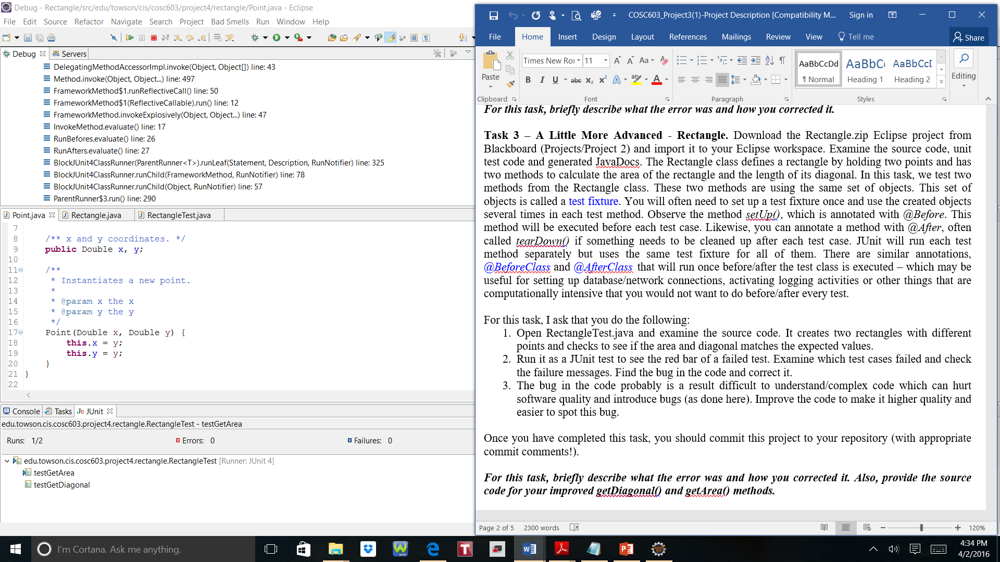 Debug - Rectangle/src/edu/towson/cis/cosc603/project4/rectangle/Point.java - Eclipse
File Edit Source Refactor Navigate Search Project Bad Smells Run Window Help
Debug Servers
DelegatingMethodAccessorImpl.invoke(Object, Object[]) line: 43
Method.invoke(Object, Object...) line: 497
FrameworkMethod$1.runReflectiveCall() line: 50
FrameworkMethod$1(ReflectiveCallable).run() line: 12
FrameworkMethod.invokeExplosively(Object, Object...) line: 47
InvokeMethod.evaluate() line: 17
RunBefores.evaluate() line: 26
RunAfters.evaluate() line: 27
BlockJUnit4ClassRunner(ParentRunner<T>).runLeaf(Statement, Description, RunNotifier) line: 325
BlockJUnit4ClassRunner.runChild(FrameworkMethod, RunNotifier) line: 78
BlockJUnit4ClassRunner.runChild(Object, RunNotifier) line: 57
ParentRunner$3.run() line: 290
Point.java Rectangle.java RectangleTest.java
7
8 /** x and y coordinates. */
9 public Double x, y;
10
11 /**
12 * Instantiates a new point.
13 *
14 * @param x the x
15 * @param y the y
16 */
17 Point(Double x, Double y) {
18 this.x = y;
19 this.y = y;
20 }
21 }
22
Console Tasks JUnit
edu.towson.cis.cosc603.project4.rectangle.RectangleTest - testGetArea
Runs: 1/2 Errors: 0 Failures: 0
edu.towson.cis.cosc603.project4.rectangle.RectangleTest [Runner: JUnit 4]
testGetArea
testGetDiagonal
COSC603_Project3(1)-Project Description [Compatibility M... Sign in
File Home Insert Design Layout References Mailings Review View Tell me Share
Paste
Times New Ror 11
Aa
B I U abc X₂ X² A ab A
AaBbCcDd AaBbC AaBbCcI
¶ Normal Heading 1 Heading 2
Editing
Clipboard Font Paragraph Styles
For this task, briefly describe what the error was and how you corrected it.
Task 3 – A Little More Advanced - Rectangle. Download the Rectangle.zip Eclipse project from
Blackboard (Projects/Project 2) and import it to your Eclipse workspace. Examine the source code, unit
test code and generated JavaDocs. The Rectangle class defines a rectangle by holding two points and has
two methods to calculate the area of the rectangle and the length of its diagonal. In this task, we test two
methods from the Rectangle class. These two methods are using the same set of objects. This set of
objects is called a test fixture. You will often need to set up a test fixture once and use the created objects
several times in each test method. Observe the method setUp(), which is annotated with @Before. This
method will be executed before each test case. Likewise, you can annotate a method with @After, often
called tearDown() if something needs to be cleaned up after each test case. JUnit will run each test
method separately but uses the same test fixture for all of them. There are similar annotations,
@BeforeClass and @AfterClass that will run once before/after the test class is executed – which may be
useful for setting up database/network connections, activating logging activities or other things that are
computationally intensive that you would not want to do before/after every test.
For this task, I ask that you do the following:
1. Open RectangleTest.java and examine the source code. It creates two rectangles with different
points and checks to see if the area and diagonal matches the expected values.
2. Run it as a JUnit test to see the red bar of a failed test. Examine which test cases failed and check
the failure messages. Find the bug in the code and correct it.
3. The bug in the code probably is a result difficult to understand/complex code which can hurt
software quality and introduce bugs (as done here). Improve the code to make it higher quality and
easier to spot this bug.
Once you have completed this task, you should commit this project to your repository (with appropriate
commit comments!).
For this task, briefly describe what the error was and how you corrected it. Also, provide the source
code for your improved getDiagonal() and getArea() methods.
Page 2 of 5 2300 words 120%
I'm Cortana. Ask me anything.
4:34 PM
4/2/2016